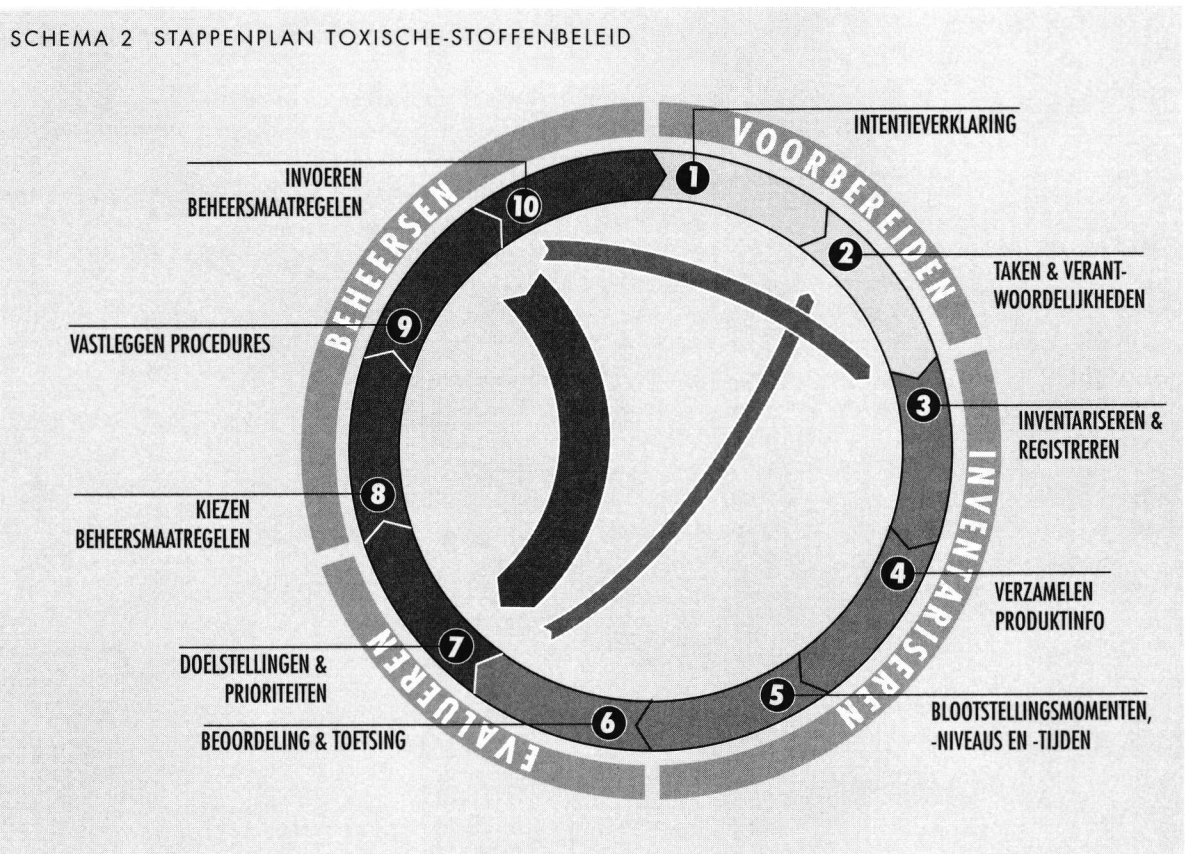 SCHEMA 2 STAPPENPLAN TOXISCHE-STOFFENBELEID
VOORBEREIDEN
1
INTENTIEVERKLARING
2
TAKEN & VERANT-
WOORDELIJKHEDEN
INVENTARISEREN
3
INVENTARISEREN &
REGISTREREN
4
VERZAMELEN
PRODUKTINFO
5
BLOOTSTELLINGSMOMENTEN,
-NIVEAUS EN -TIJDEN
EVALUEREN
6
BEOORDELING & TOETSING
7
DOELSTELLINGEN &
PRIORITEITEN
BEHEERSEN
8
KIEZEN
BEHEERSMAATREGELEN
9
VASTLEGGEN PROCEDURES
10
INVOEREN
BEHEERSMAATREGELEN